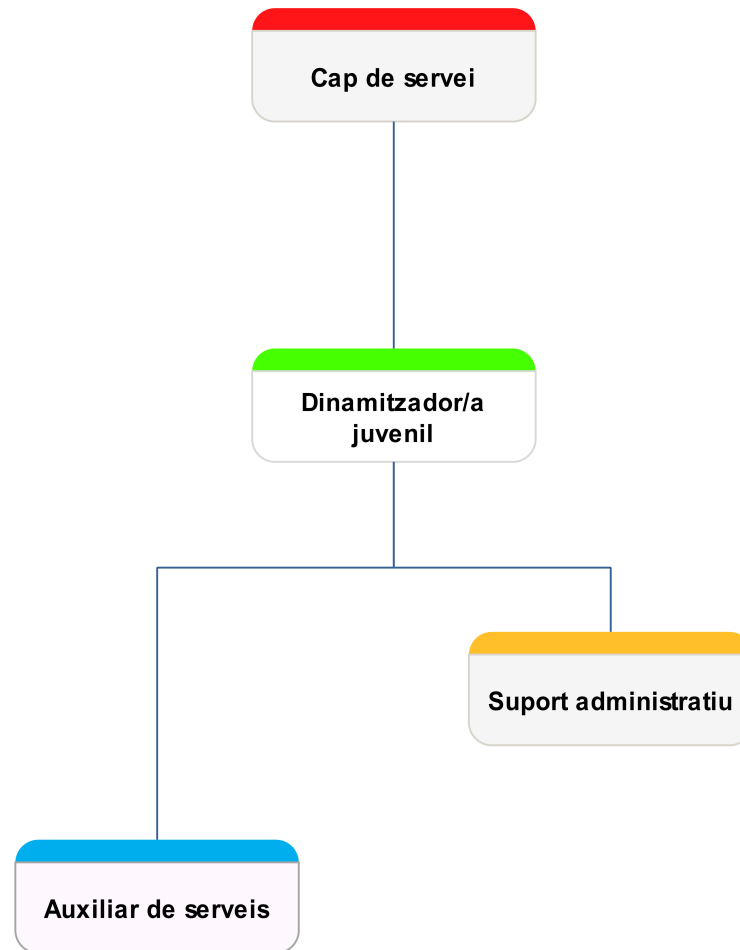 Cap de servei
Dinamitzador/a
juvenil
Suport administratiu
Auxiliar de serveis